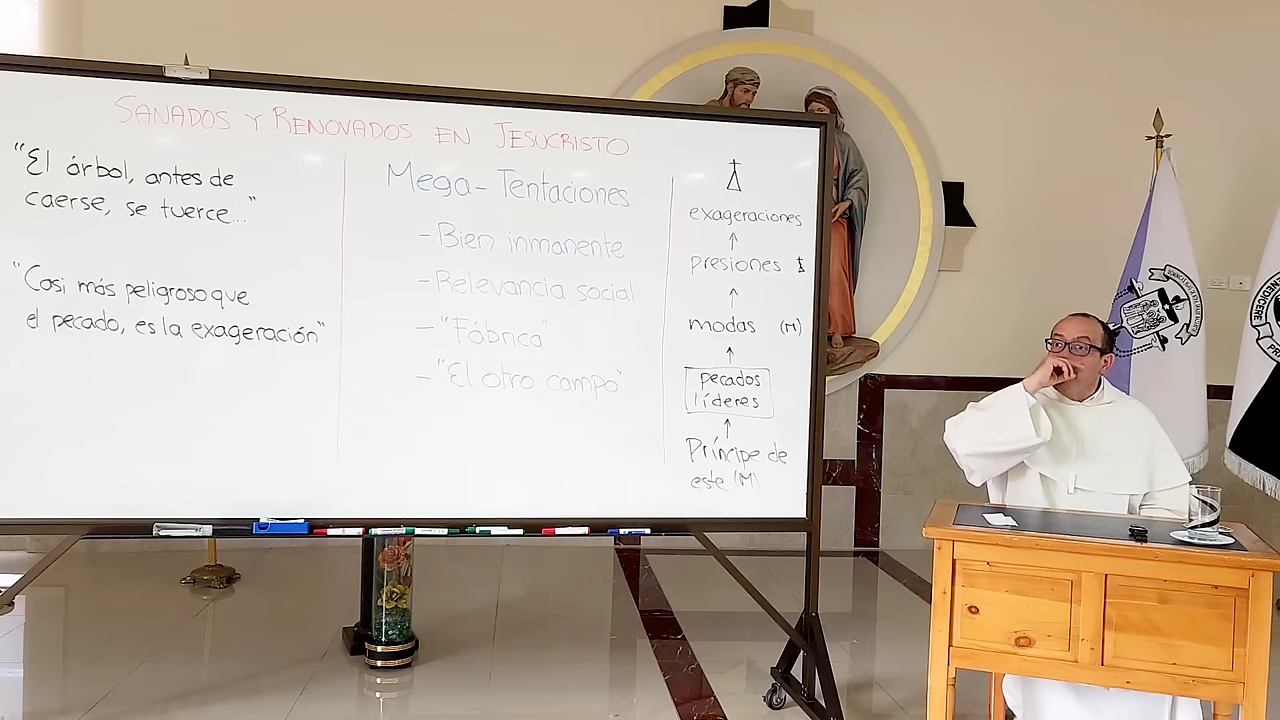 SANADOS Y RENOVADOS EN JESUCRISTO
"El árbol, antes de
caerse, se tuerce..."
"Casi más peligroso que
el pecado, es la exageración"
Mega-Tentaciones:
- Bien inmanente
- Relevancia social
- "Fábrica"
- "El otro campo"
exageraciones
↑
presiones
↑
modas (M)
↑
pecados
líderes
↑
Príncipe de
este (M)